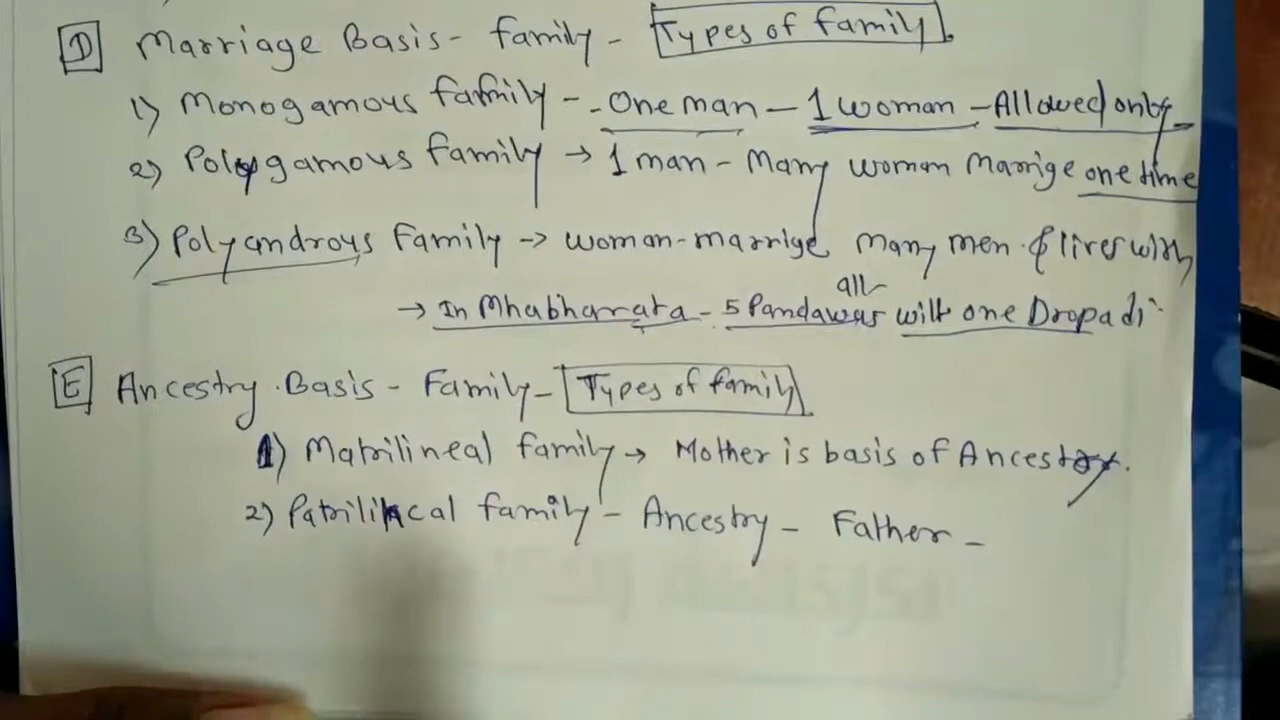 D Marriage Basis - family - Types of family.
1) Monogamous family - - One man - 1 woman - Allowed only
2) Polygamous family → 1 man - Many woman Marrige one time
3) Polyandrous Family → woman - marrige many men & lives with
all
→ In Mhabharata - 5 Pandawas with one Dropadi
E Ancestry Basis - Family - Types of family
1) Matrilineal family → Mother is basis of Ancestry.
2) Patrilineal family - Ancestry - Father -